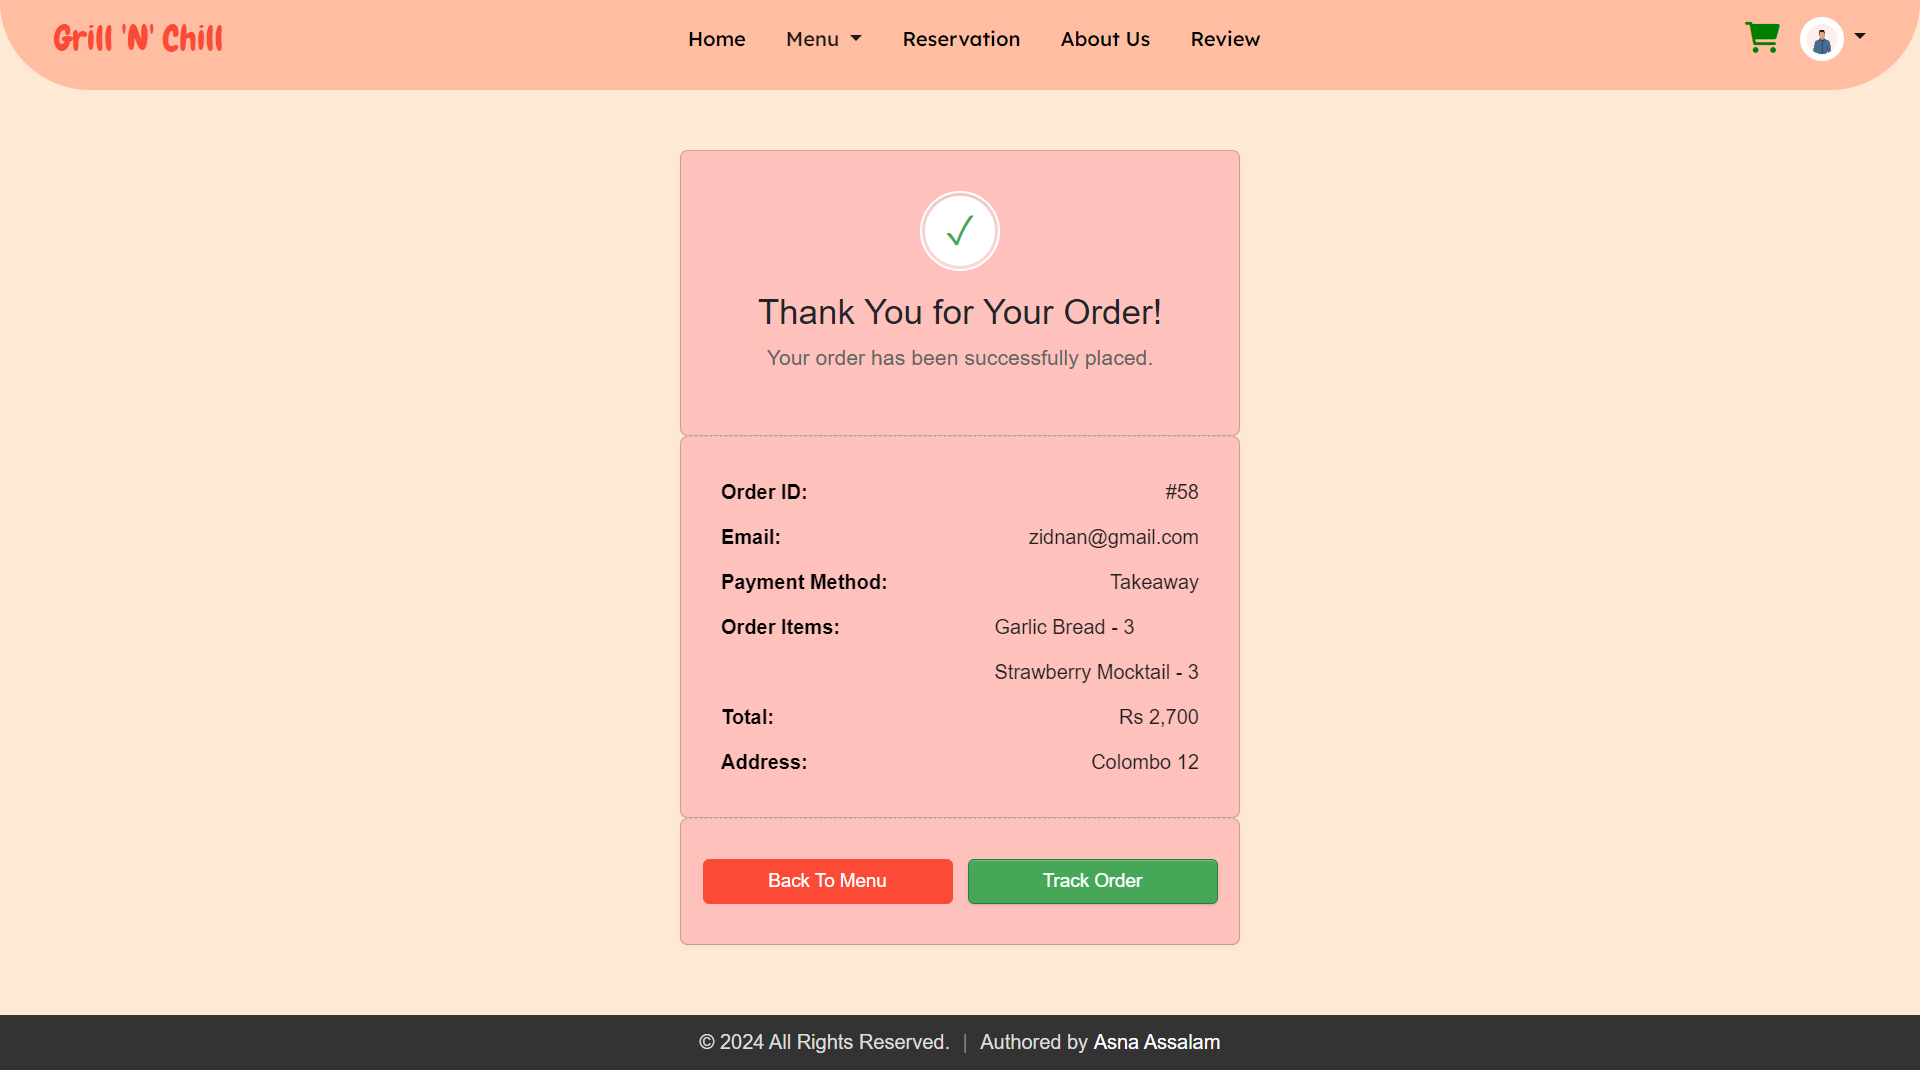 Grill 'N' Chill
Home Menu Reservation About Us Review
✓
Thank You for Your Order!
Your order has been successfully placed.
Order ID: #58
Email: zidnan@gmail.com
Payment Method: Takeaway
Order Items: Garlic Bread - 3
Strawberry Mocktail - 3
Total: Rs 2,700
Address: Colombo 12
Back To Menu Track Order
© 2024 All Rights Reserved. | Authored by Asna Assalam